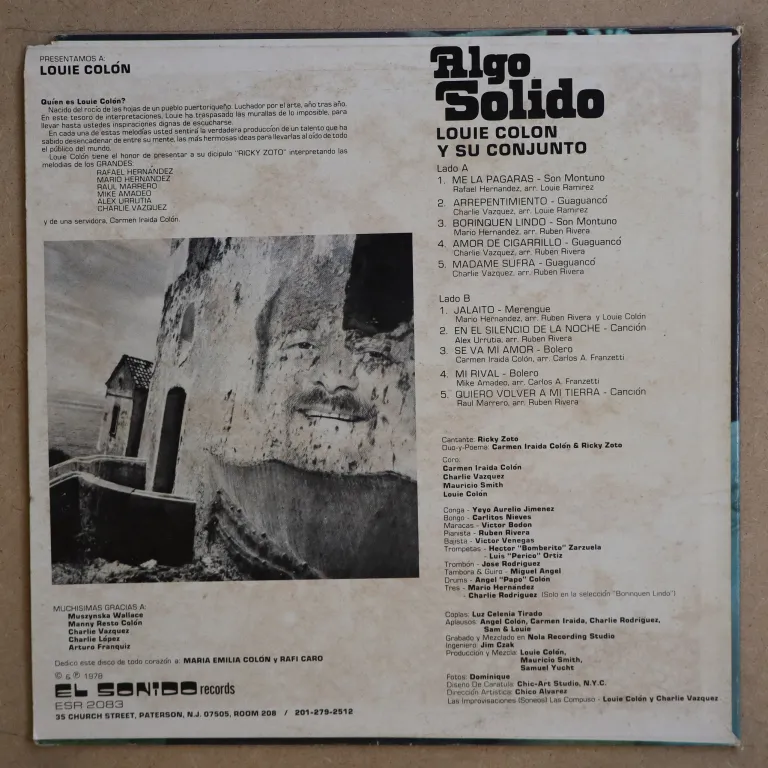 PRESENTAMOS A:
LOUIE COLÓN
Quíen es Louie Colón?
Nacido del rocío de las hojas de un pueblo puertoriqueño. Luchador por el arte, año tras año.
En este tesoro de interpretaciones, Louie ha traspasado las murallas de lo imposible, para
llevar hasta ustedes inspiraciones dignas de escucharse.
En cada una de estas melodías usted sentirá la verdadera producción de un talento que ha
sabido desencadenar de entre su mente, las más hermosas ideas para llevarlas al oído de todo
el público del mundo.
Louie Colón tiene el honor de presentar a su dicipulo "RICKY ZOTO" interpretando las
melodías de los GRANDES:
RAFAEL HERNANDEZ
MARIO HERNANDEZ
RAUL MARRERO
MIKE AMADEO
ALEX URRUTIA
CHARLIE VAZQUEZ
y de una servidora, Carmen Iraida Colón.
MUCHISIMAS GRACIAS A:
Muszynska Wallace
Manny Resto Colón
Charlie Vazquez
Charlie López
Arturo Franquiz
Dedico este disco de todo corazón a: MARIA EMILIA COLÓN y RAFI CARO
© & ℗ 1978
EL SONIDO records
ESR 2083
35 CHURCH STREET, PATERSON, N.J. 07505, ROOM 208 / 201-279-2512
Algo
Solido
LOUIE COLON
Y SU CONJUNTO
Lado A
1. ME LA PAGARAS - Son Montuno
Rafael Hernandez, arr. Louie Ramirez
2. ARREPENTIMIENTO - Guaguancó
Charlie Vazquez, arr. Louie Ramirez
3. BORINQUEN LINDO - Son Montuno
Mario Hernandez, arr. Ruben Rivera
4. AMOR DE CIGARRILLO - Guaguancó
Charlie Vazquez, arr. Ruben Rivera
5. MADAME SUFRA - Guaguancó
Charlie Vazquez, arr. Ruben Rivera
Lado B
1. JALAITO - Merengue
Mario Hernandez, arr. Ruben Rivera y Louie Colón
2. EN EL SILENCIO DE LA NOCHE - Canción
Alex Urrutia, arr. Ruben Rivera
3. SE VA MI AMOR - Bolero
Carmen Iraida Colón, arr. Carlos A. Franzetti
4. MI RIVAL - Bolero
Mike Amadeo, arr. Carlos A. Franzetti
5. QUIERO VOLVER A MI TIERRA - Canción
Raul Marrero, arr. Ruben Rivera
Cantante: Ricky Zoto
Duo-y-Poema: Carmen Iraida Colón & Ricky Zoto
Coro:
Carmen Iraida Colón
Charlie Vazquez
Mauricio Smith
Louie Colón
Conga - Yeyo Aurelio Jimenez
Bongo - Carlitos Nieves
Maracas - Victor Bodon
Pianista - Ruben Rivera
Bajista - Victor Venegas
Trompetas - Hector "Bomberito" Zarzuela
- Luis "Perico" Ortiz
Trombón - Jose Rodriguez
Tambora & Guiro - Miguel Angel
Drums - Angel "Papo" Colón
Tres - Mario Hernandez
- Charlie Rodriguez (Solo en la selección "Borinquen Lindo")
Coplas: Luz Celenia Tirado
Aplausos: Angel Colón, Carmen Iraida, Charlie Rodriguez,
Sam & Louie
Grabado y Mezclado en Nola Recording Studio
Ingeniero: Jim Czak
Producción y Mezcla: Louie Colón,
Mauricio Smith,
Samuel Yucht
Fotos: Dominique
Diseño De Caratula: Chic-Art Studio, N.Y.C.
Dirección Artistica: Chico Alvarez
Las Improvisaciones (Soneos) Las Compuso - Louie Colón y Charlie Vazquez